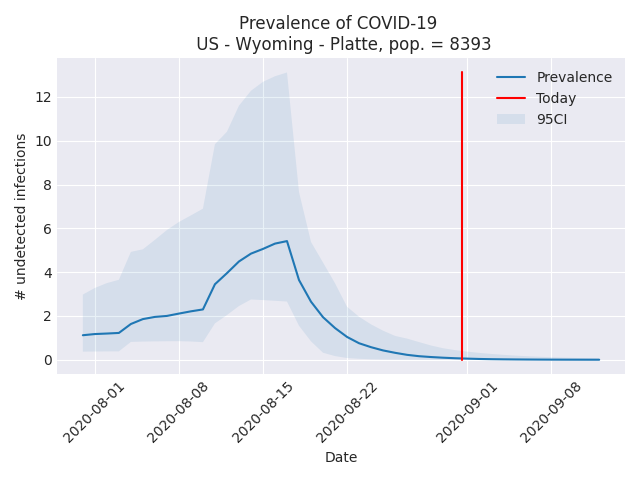 Prevalence of COVID-19
US - Wyoming - Platte, pop. = 8393
Prevalence
Today
95CI
12
10
8
6
4
2
0
# undetected infections
2020-08-01
2020-08-08
2020-08-15
2020-08-22
2020-09-01
2020-09-08
Date